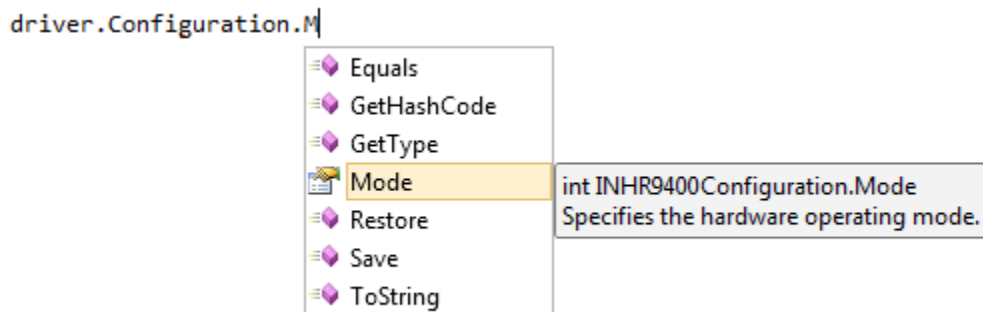 driver.Configuration.M
Equals
GetHashCode
GetType
Mode
int INHR9400Configuration.Mode
Specifies the hardware operating mode.
Restore
Save
ToString